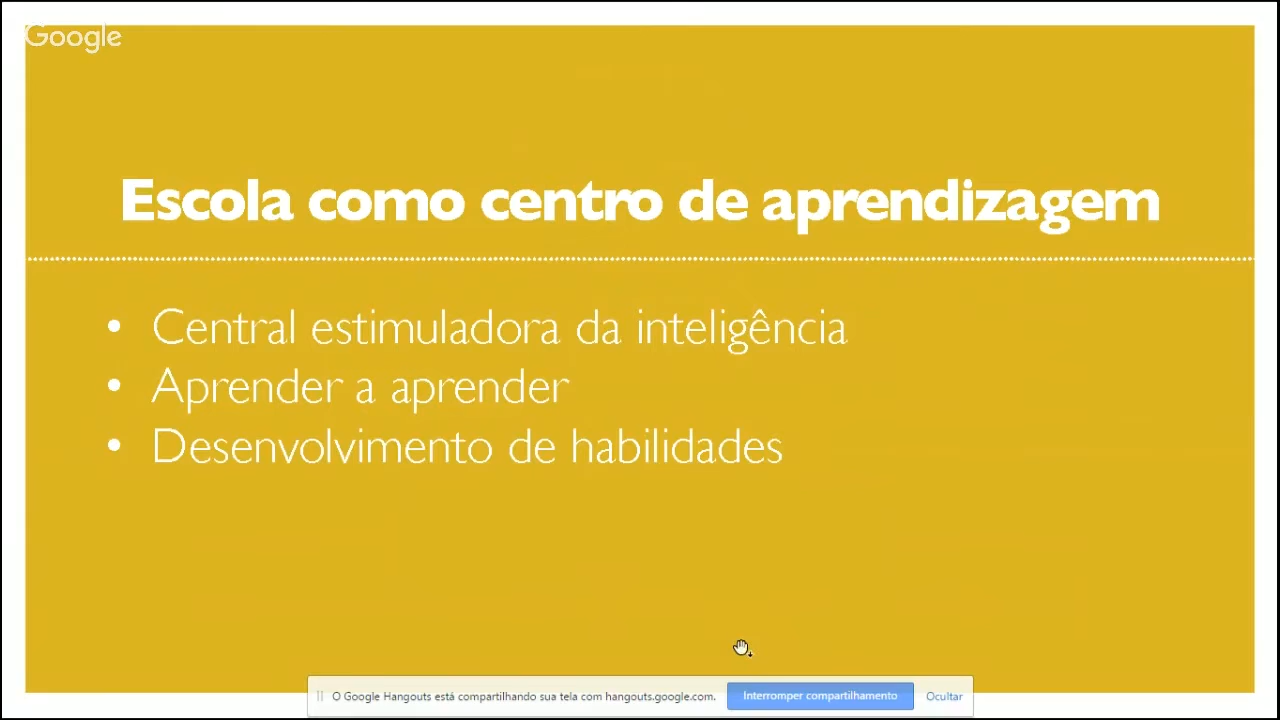 Google
Escola como centro de aprendizagem
• Central estimuladora da inteligência
• Aprender a aprender
• Desenvolvimento de habilidades
O Google Hangouts está compartilhando sua tela com hangouts.google.com. Interromper compartilhamento Ocultar